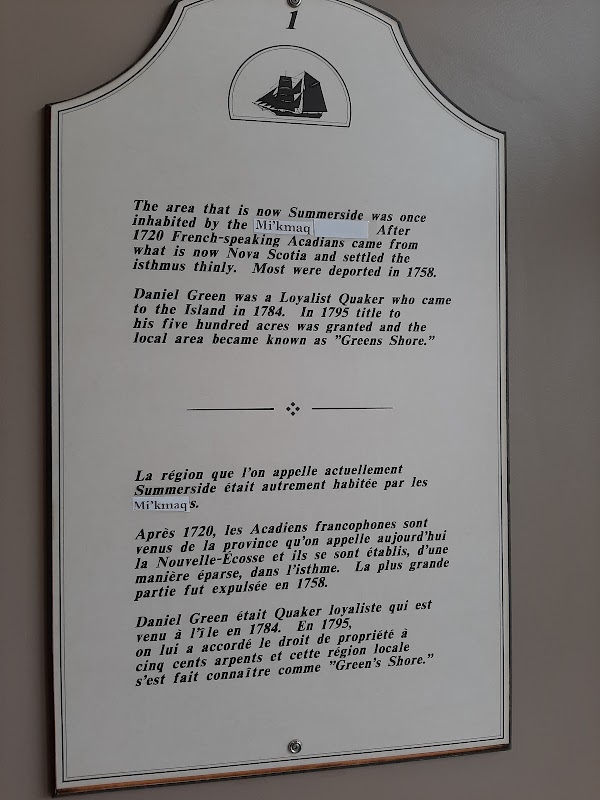 1
The area that is now Summerside was once
inhabited by the Mi'kmaq After
1720 French-speaking Acadians came from
what is now Nova Scotia and settled the
isthmus thinly. Most were deported in 1758.
Daniel Green was a Loyalist Quaker who came
to the Island in 1784. In 1795 title to
his five hundred acres was granted and the
local area became known as "Greens Shore."
La région que l'on appelle actuellement
Summerside était autrement habitée par les
Mi'kmaqs.
Après 1720, les Acadiens francophones sont
venus de la province qu'on appelle aujourd'hui
la Nouvelle-Écosse et ils se sont établis, d'une
manière éparse, dans l'isthme. La plus grande
partie fut expulsée en 1758.
Daniel Green était Quaker loyaliste qui est
venu à l'île en 1784. En 1795,
on lui a accordé le droit de propriété à
cinq cents arpents et cette région locale
s'est fait connaître comme "Green's Shore."